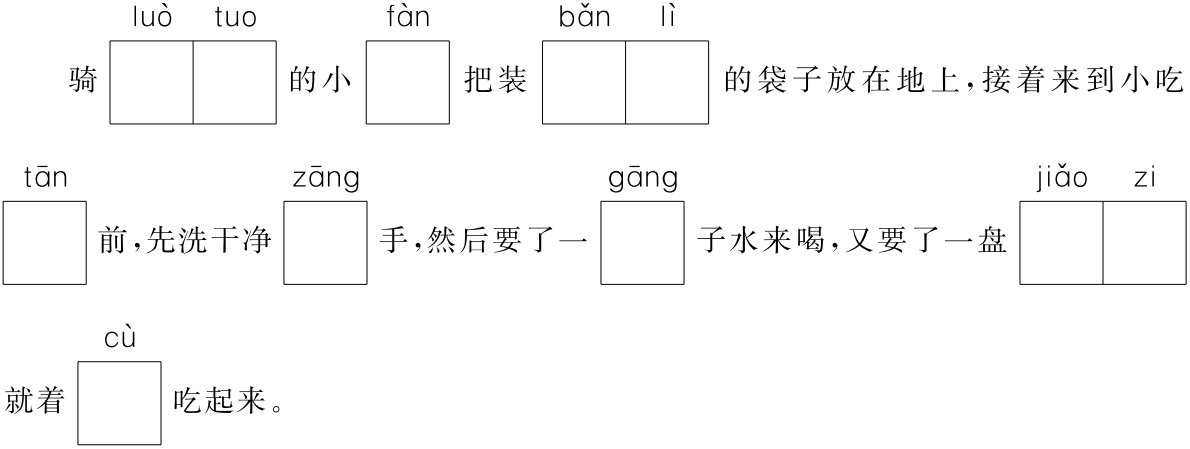 luò tuo fàn bǎn lì
骑 的小 把装 的袋子放在地上，接着来到小吃
tān zāng gāng jiǎo zi
前，先洗干净 手，然后要了一 子水来喝，又要了一盘
cù
就着 吃起来。